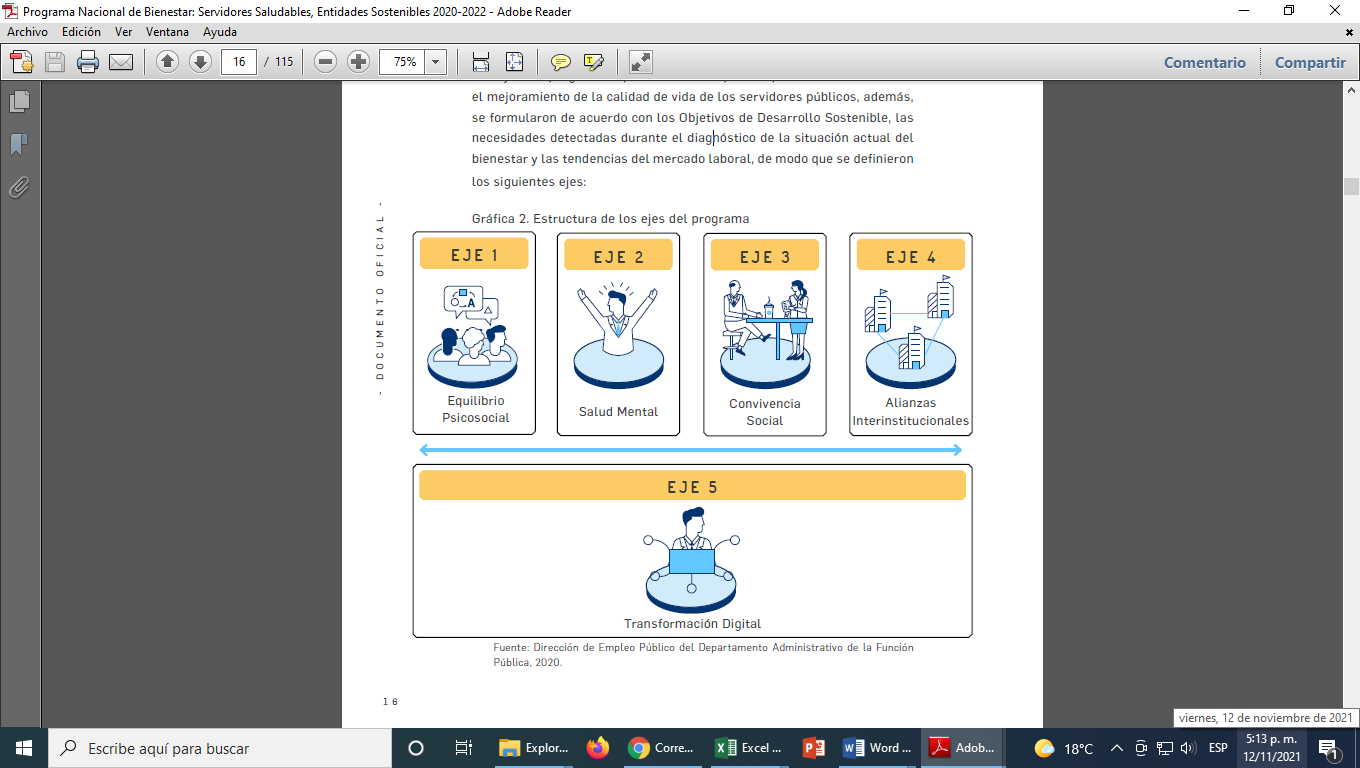 Programa Nacional de Bienestar: Servidores Saludables, Entidades Sostenibles 2020-2022 - Adobe Reader
Archivo Edición Ver Ventana Ayuda
16 / 115 75% Comentario Compartir
el mejoramiento de la calidad de vida de los servidores públicos, además,
se formularon de acuerdo con los Objetivos de Desarrollo Sostenible, las
necesidades detectadas durante el diagnóstico de la situación actual del
bienestar y las tendencias del mercado laboral, de modo que se definieron
los siguientes ejes:
- DOCUMENTO OFICIAL -
Gráfica 2. Estructura de los ejes del programa
EJE 1
A
Equilibrio
Psicosocial
EJE 2
Salud Mental
EJE 3
Convivencia
Social
EJE 4
Alianzas
Interinstitucionales
EJE 5
Transformación Digital
Fuente: Dirección de Empleo Público del Departamento Administrativo de la Función
Pública, 2020.
16
viernes, 12 de noviembre de 2021
Escribe aquí para buscar
Explor...
Corre...
Excel ...
Word ...
Adob...
18°C
ESP
5:13 p. m.
12/11/2021
1